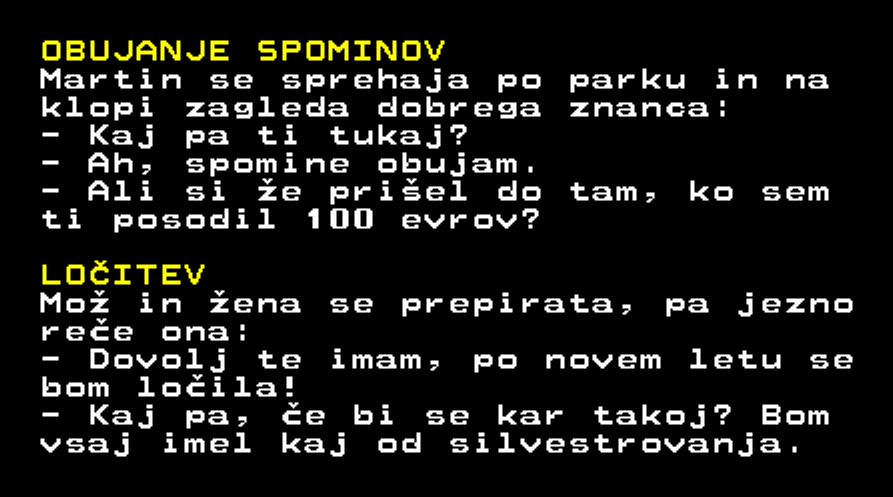 OBUJANJE SPOMINOV
Martin se sprehaja po parku in na
klopi zagleda dobrega znanca:
- Kaj pa ti tukaj?
- Ah, spomine obujam.
- Ali si že prišel do tam, ko sem
ti posodil 100 evrov?
LOČITEV
Mož in žena se prepirata, pa jezno
reče ona:
- Dovolj te imam, po novem letu se
bom ločila!
- Kaj pa, če bi se kar takoj? Bom
vsaj imel kaj od silvestrovanja.